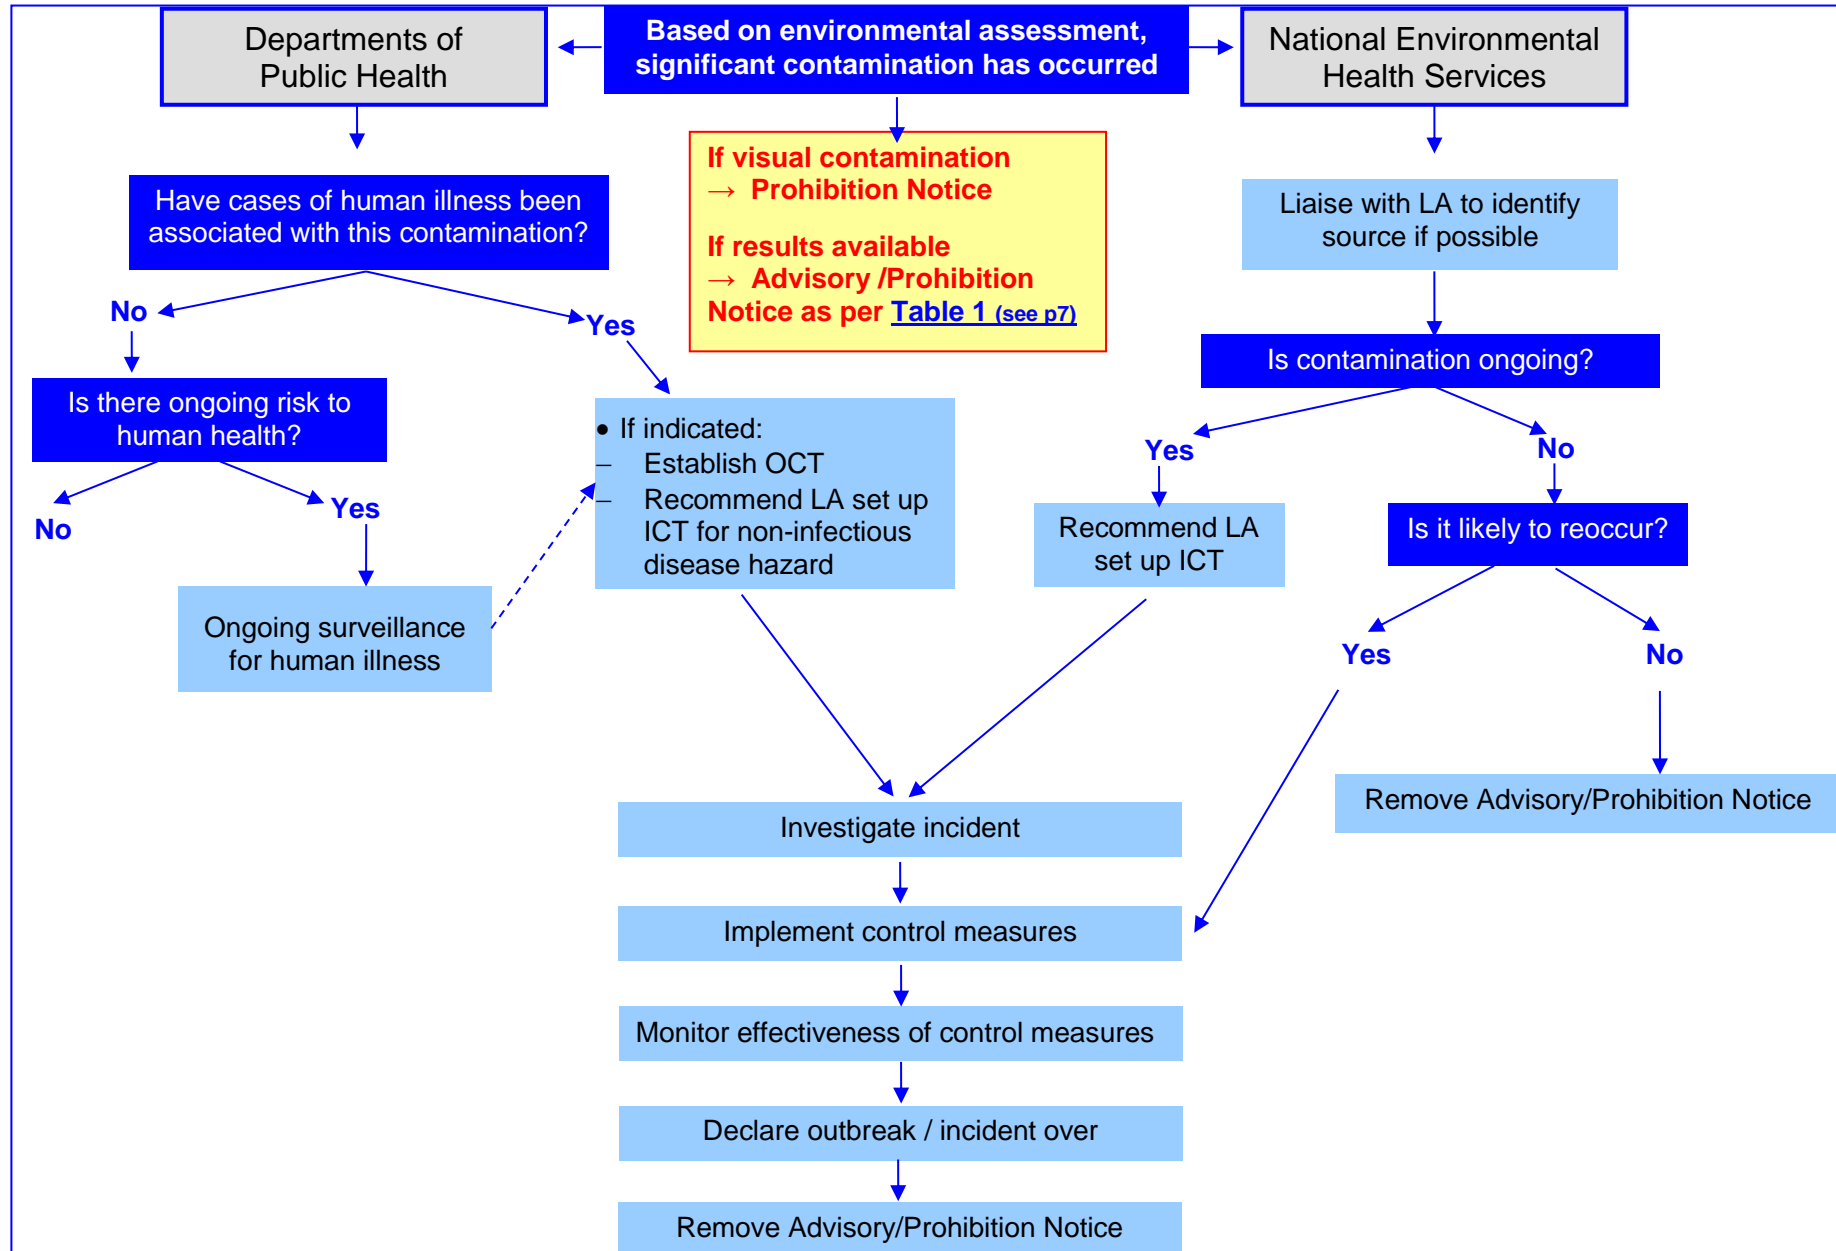 Departments of
Public Health
Based on environmental assessment,
significant contamination has occurred
National Environmental
Health Services
If visual contamination
→ Prohibition Notice
If results available
→ Advisory /Prohibition
Notice as per Table 1 (see p7)
Have cases of human illness been
associated with this contamination?
Liaise with LA to identify
source if possible
No
Yes
Is contamination ongoing?
Is there ongoing risk to
human health?
• If indicated:
– Establish OCT
– Recommend LA set up
ICT for non-infectious
disease hazard
Yes
No
No
Yes
Recommend LA
set up ICT
Is it likely to reoccur?
Ongoing surveillance
for human illness
Yes
No
Investigate incident
Remove Advisory/Prohibition Notice
Implement control measures
Monitor effectiveness of control measures
Declare outbreak / incident over
Remove Advisory/Prohibition Notice